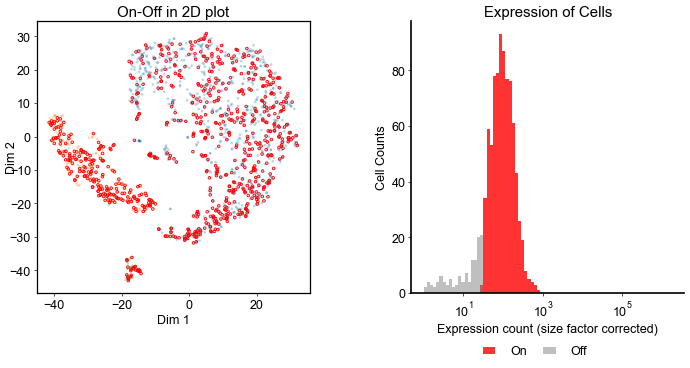 On-Off in 2D plot
Expression of Cells
Dim 2
30
20
10
0
−10
−20
−30
−40
−40
−20
0
20
Dim 1
Cell Counts
80
60
40
20
0
10^1
10^3
10^5
Expression count (size factor corrected)
On
Off